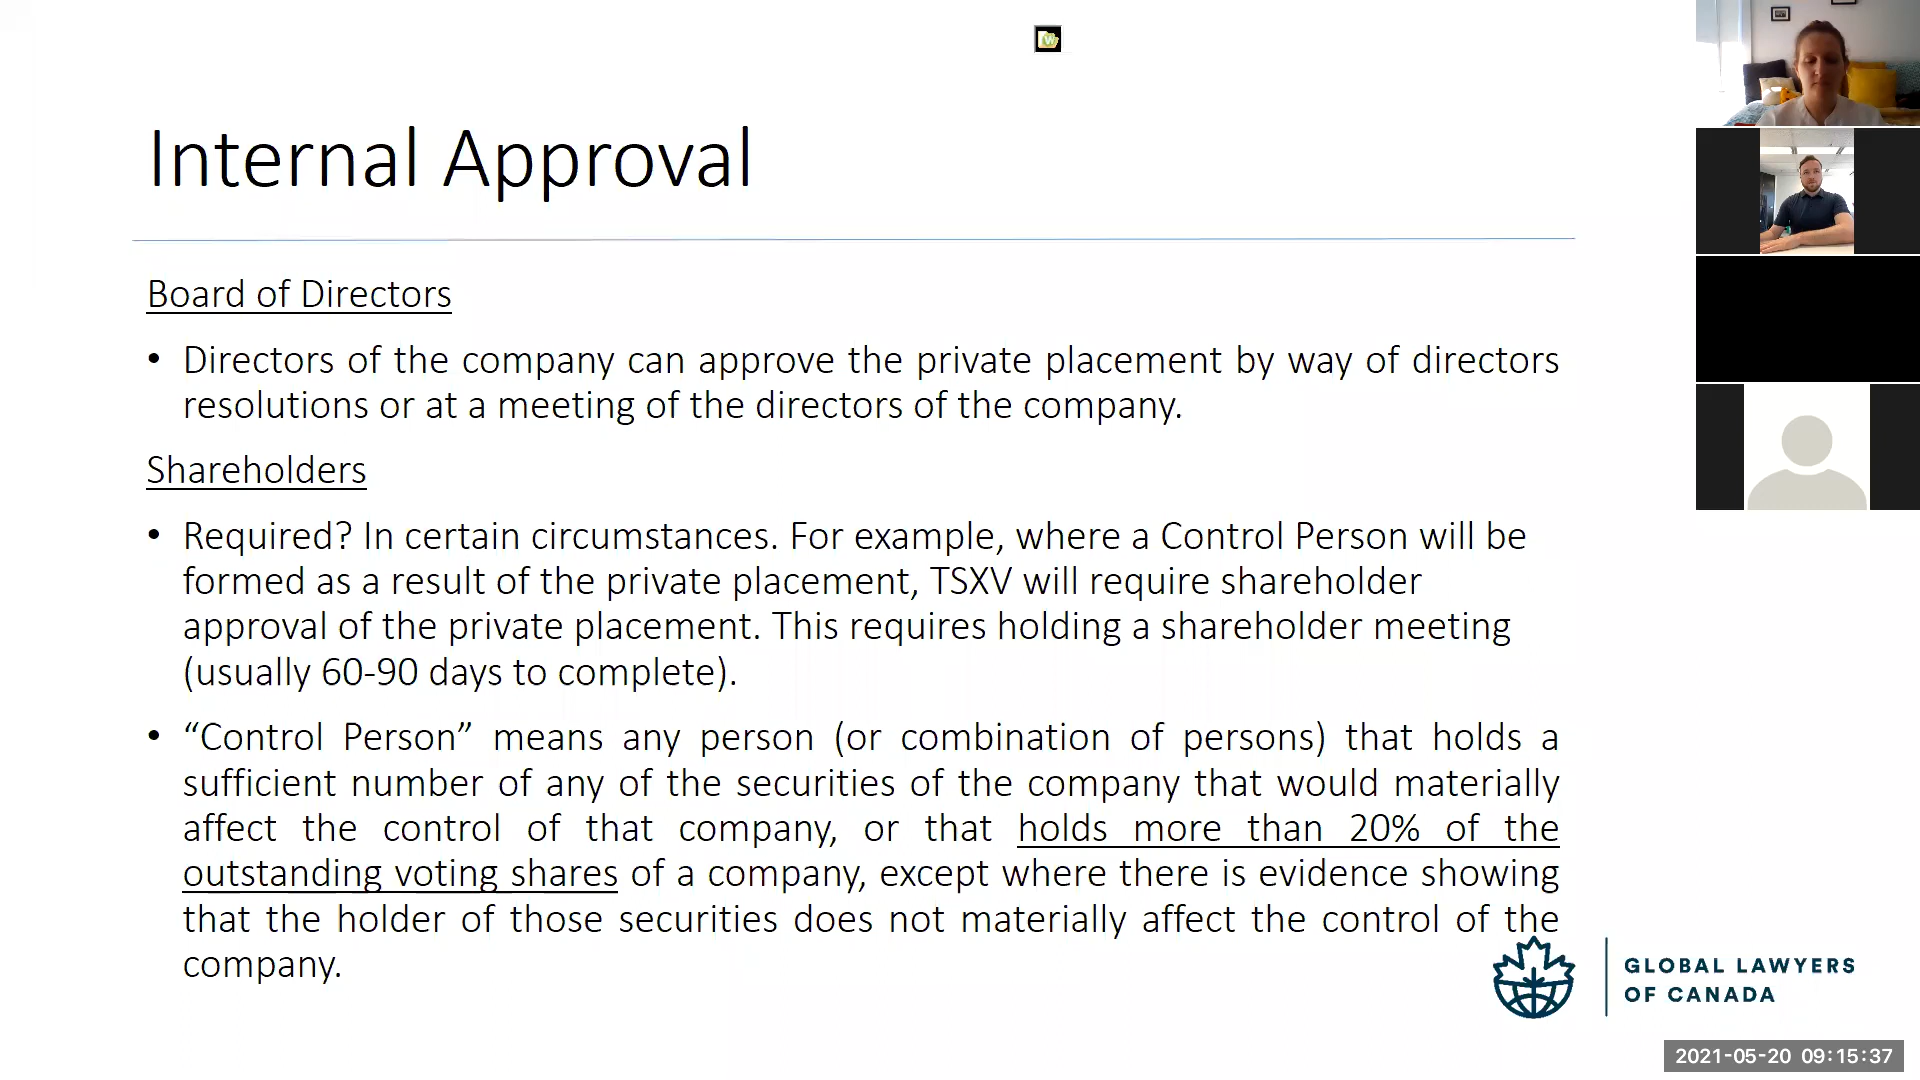 Internal Approval
Board of Directors
• Directors of the company can approve the private placement by way of directors
resolutions or at a meeting of the directors of the company.
Shareholders
• Required? In certain circumstances. For example, where a Control Person will be
formed as a result of the private placement, TSXV will require shareholder
approval of the private placement. This requires holding a shareholder meeting
(usually 60-90 days to complete).
• “Control Person” means any person (or combination of persons) that holds a
sufficient number of any of the securities of the company that would materially
affect the control of that company, or that holds more than 20% of the
outstanding voting shares of a company, except where there is evidence showing
that the holder of those securities does not materially affect the control of the
company.
GLOBAL LAWYERS
OF CANADA
2021-05-20 09:15:37